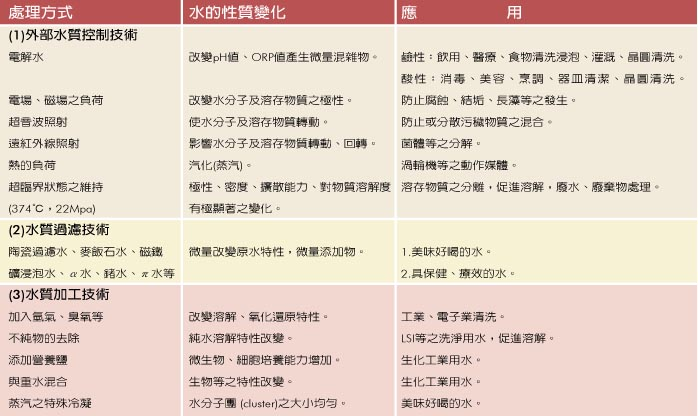 處理方式 水的性質變化 應 用
(1)外部水質控制技術
電解水 改變pH值、ORP值產生微量混雜物。 鹼性：飲用、醫療、食物清洗浸泡、灌溉、晶圓清洗。
酸性：消毒、美容、烹調、器皿清潔、晶圓清洗。
電場、磁場之負荷 改變水分子及溶存物質之極性。 防止腐蝕、結垢、長藻等之發生。
超音波照射 使水分子及溶存物質轉動。 防止或分散污穢物質之混合。
遠紅外線照射 影響水分子及溶存物質轉動、回轉。 菌體等之分解。
熱的負荷 汽化(蒸汽)。 渦輪機等之動作媒體。
超臨界狀態之維持 極性、密度、擴散能力、對物質溶解度 溶存物質之分離，促進溶解，廢水、廢棄物處理。
(374℃，22Mpa) 有極顯著之變化。
(2)水質過濾技術
陶瓷過濾水、麥飯石水、磁鐵 微量改變原水特性，微量添加物。 1.美味好喝的水。
礦浸泡水、α水、鍺水、π水等 2.具保健、療效的水。
(3)水質加工技術
加入氫氣、臭氧等 改變溶解、氧化還原特性。 工業、電子業清洗。
不純物的去除 純水溶解特性改變。 LSI等之洗淨用水，促進溶解。
添加營養鹽 微生物、細胞培養能力增加。 生化工業用水。
與重水混合 生物等之特性改變。 生化工業用水。
蒸汽之特殊冷凝 水分子團 (cluster)之大小均勻。 美味好喝的水。